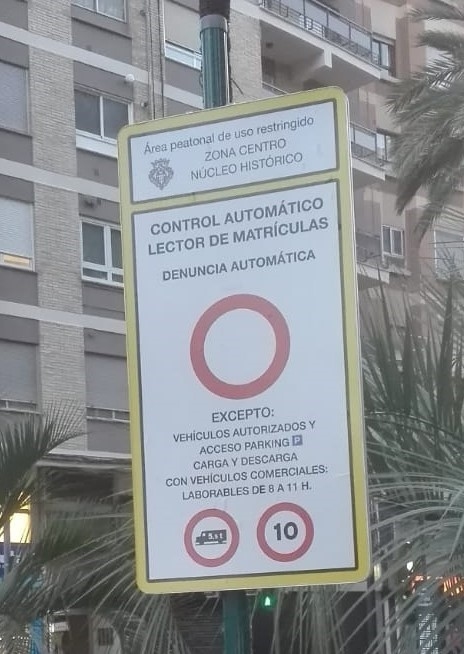 Área peatonal de uso restringido
ZONA CENTRO
NÚCLEO HISTÓRICO
CONTROL AUTOMÁTICO
LECTOR DE MATRÍCULAS
DENUNCIA AUTOMÁTICA
EXCEPTO:
VEHÍCULOS AUTORIZADOS Y
ACCESO PARKING P
CARGA Y DESCARGA
CON VEHÍCULOS COMERCIALES:
LABORABLES DE 8 A 11 H.
5,5 t
10